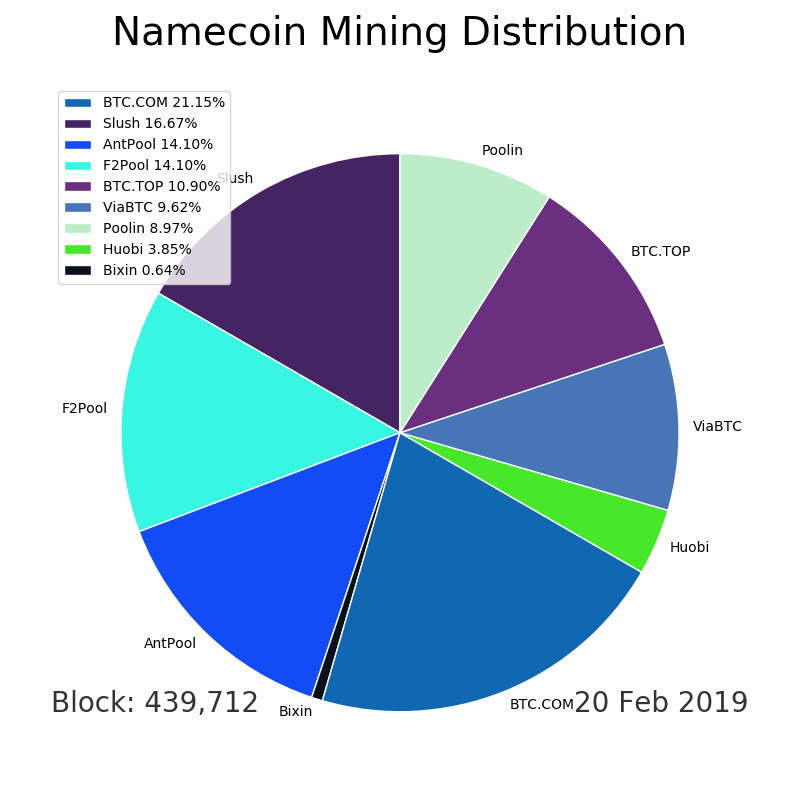 Namecoin Mining Distribution
BTC.COM 21.15%
Slush 16.67%
AntPool 14.10%
F2Pool 14.10%
BTC.TOP 10.90%
ViaBTC 9.62%
Poolin 8.97%
Huobi 3.85%
Bixin 0.64%
Poolin
Slush
BTC.TOP
F2Pool
ViaBTC
Huobi
AntPool
Block: 439,712
Bixin
BTC.COM
20 Feb 2019